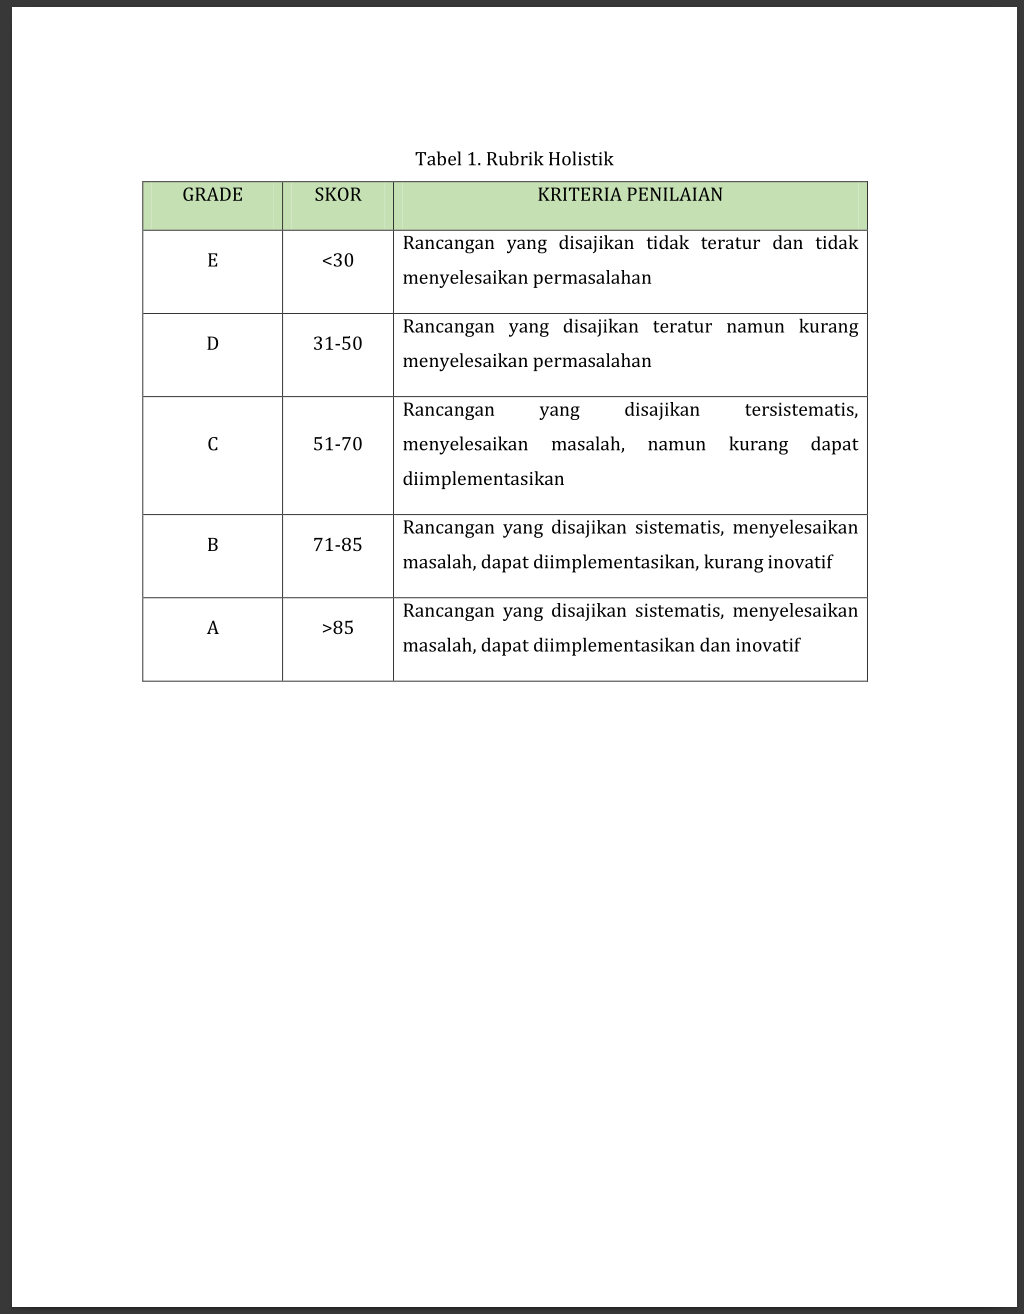 Tabel 1. Rubrik Holistik
GRADE SKOR KRITERIA PENILAIAN
E <30 Rancangan yang disajikan tidak teratur dan tidak
menyelesaikan permasalahan
D 31-50 Rancangan yang disajikan teratur namun kurang
menyelesaikan permasalahan
C 51-70 Rancangan yang disajikan tersistematis,
menyelesaikan masalah, namun kurang dapat
diimplementasikan
B 71-85 Rancangan yang disajikan sistematis, menyelesaikan
masalah, dapat diimplementasikan, kurang inovatif
A >85 Rancangan yang disajikan sistematis, menyelesaikan
masalah, dapat diimplementasikan dan inovatif